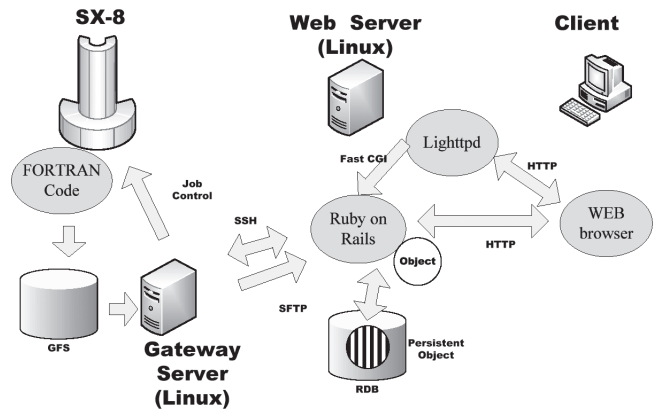 SX-8
Web Server
(Linux)
Client
FORTRAN
Code
Job
Control
Fast CGI
Lighttpd
HTTP
SSH
Ruby on
Rails
HTTP
WEB
browser
Object
SFTP
GFS
Gateway
Server
(Linux)
Persistent
Object
RDB